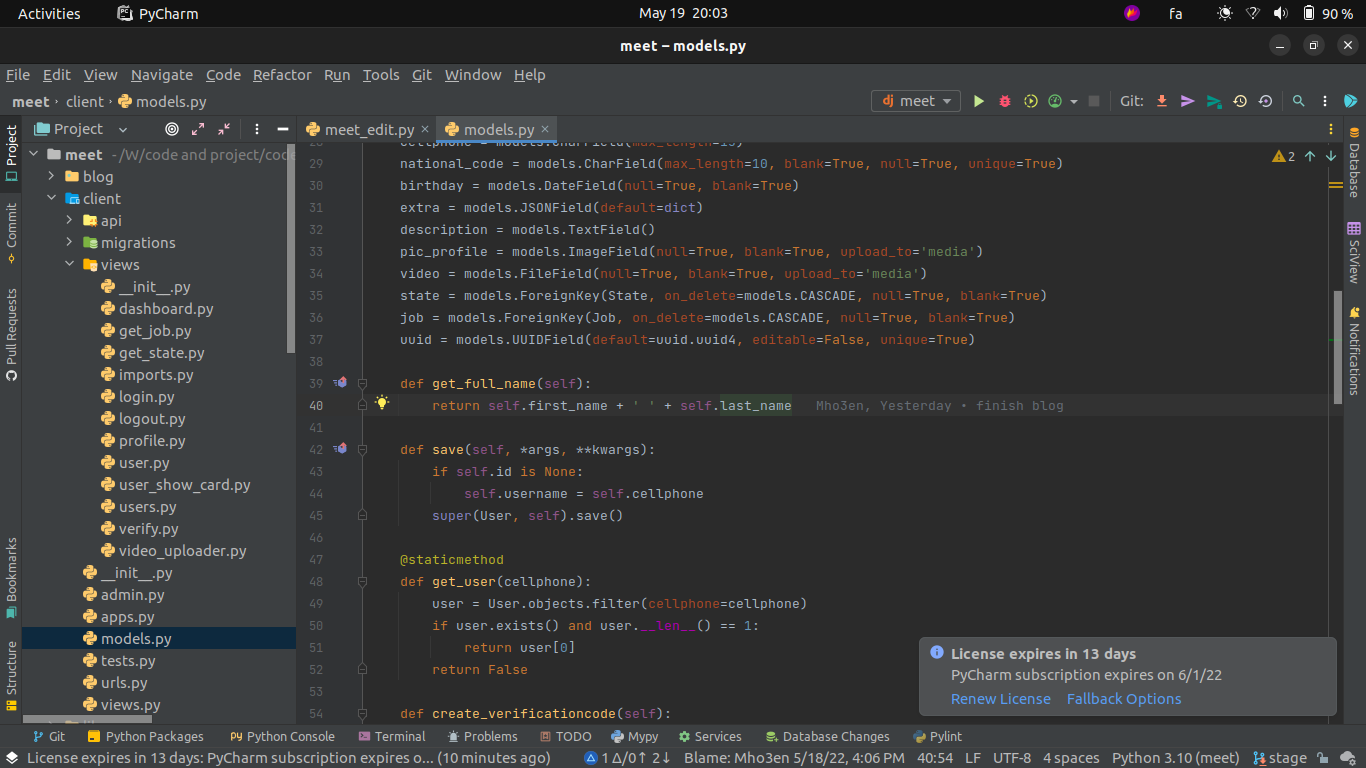 Activities PyCharm May 19 20:03 fa 90 %
meet – models.py
File Edit View Navigate Code Refactor Run Tools Git Window Help
meet client models.py dj meet Git:
Project
meet ~/W/code and project/code
blog
client
api
migrations
views
__init__.py
dashboard.py
get_job.py
get_state.py
imports.py
login.py
logout.py
profile.py
user.py
user_show_card.py
users.py
verify.py
video_uploader.py
__init__.py
admin.py
apps.py
models.py
tests.py
urls.py
views.py
Project
Commit
Pull Requests
Bookmarks
Structure
meet_edit.py × models.py ×
2
28 cellphone = models.CharField(max_length=15)
29 national_code = models.CharField(max_length=10, blank=True, null=True, unique=True)
30 birthday = models.DateField(null=True, blank=True)
31 extra = models.JSONField(default=dict)
32 description = models.TextField()
33 pic_profile = models.ImageField(null=True, blank=True, upload_to='media')
34 video = models.FileField(null=True, blank=True, upload_to='media')
35 state = models.ForeignKey(State, on_delete=models.CASCADE, null=True, blank=True)
36 job = models.ForeignKey(Job, on_delete=models.CASCADE, null=True, blank=True)
37 uuid = models.UUIDField(default=uuid.uuid4, editable=False, unique=True)
38
39 def get_full_name(self):
40 return self.first_name + ' ' + self.last_name Mho3en, Yesterday • finish blog
41
42 def save(self, *args, **kwargs):
43 if self.id is None:
44 self.username = self.cellphone
45 super(User, self).save()
46
47 @staticmethod
48 def get_user(cellphone):
49 user = User.objects.filter(cellphone=cellphone)
50 if user.exists() and user.__len__() == 1:
51 return user[0]
52 return False
53
54 def create_verificationcode(self):
Database
SciView
Notifications
License expires in 13 days
PyCharm subscription expires on 6/1/22
Renew License Fallback Options
Git Python Packages Python Console Terminal Problems TODO Mypy Services Database Changes Pylint
License expires in 13 days: PyCharm subscription expires o... (10 minutes ago) 1 Δ/0↑ 2↓ Blame: Mho3en 5/18/22, 4:06 PM 40:54 LF UTF-8 4 spaces Python 3.10 (meet) stage